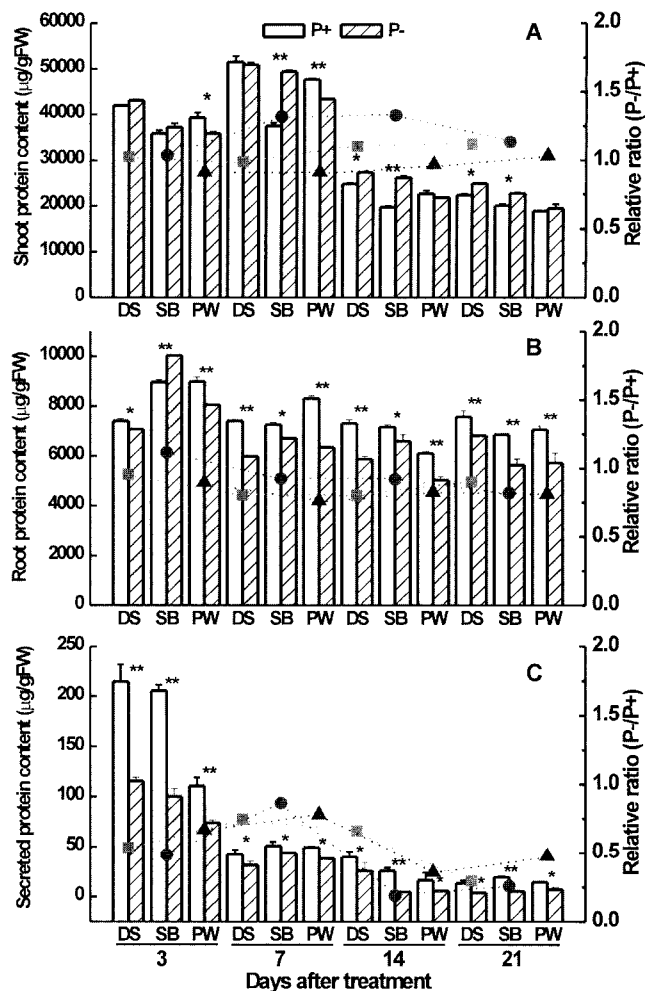 P+ P-
A
Shoot protein content (µg/gFW)
60000
50000
40000
30000
20000
10000
0
Relative ratio (P-/P+)
2.0
1.5
1.0
0.5
0.0
* ** ** * ** * *
DS SB PW DS SB PW DS SB PW DS SB PW
B
Root protein content (µg/gFW)
10000
8000
6000
4000
2000
0
Relative ratio (P-/P+)
2.0
1.5
1.0
0.5
0.0
* ** ** ** * ** ** * ** ** ** **
DS SB PW DS SB PW DS SB PW DS SB PW
C
Secreted protein content (µg/gFW)
250
200
150
100
50
0
Relative ratio (P-/P+)
2.0
1.5
1.0
0.5
0.0
** ** ** * * * * ** * * ** *
DS SB PW DS SB PW DS SB PW DS SB PW
3 7 14 21
Days after treatment